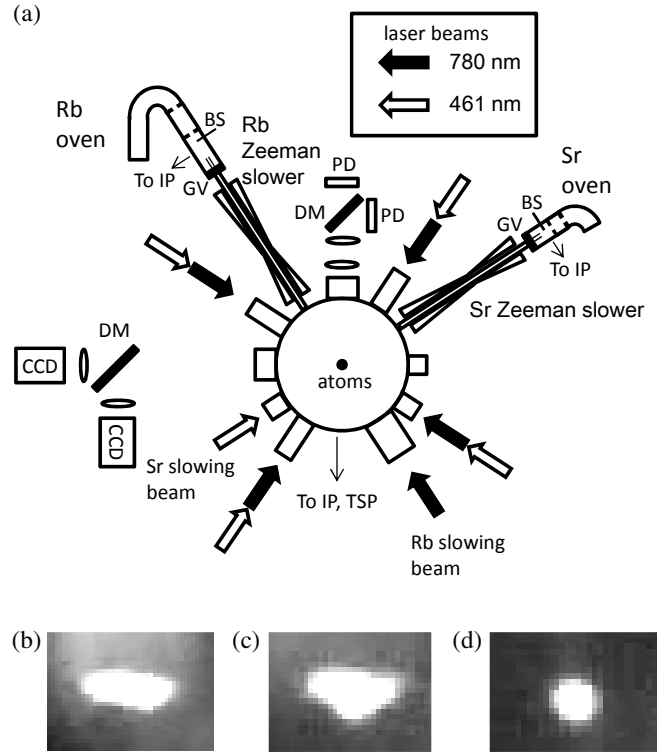 (a)
laser beams
780 nm
461 nm
Rb
oven
BS
Rb
Zeeman
slower
To IP
GV
PD
DM
PD
Sr
oven
BS
GV
To IP
Sr Zeeman slower
DM
CCD
CCD
atoms
Sr slowing
beam
To IP, TSP
Rb slowing
beam
(b)
(c)
(d)